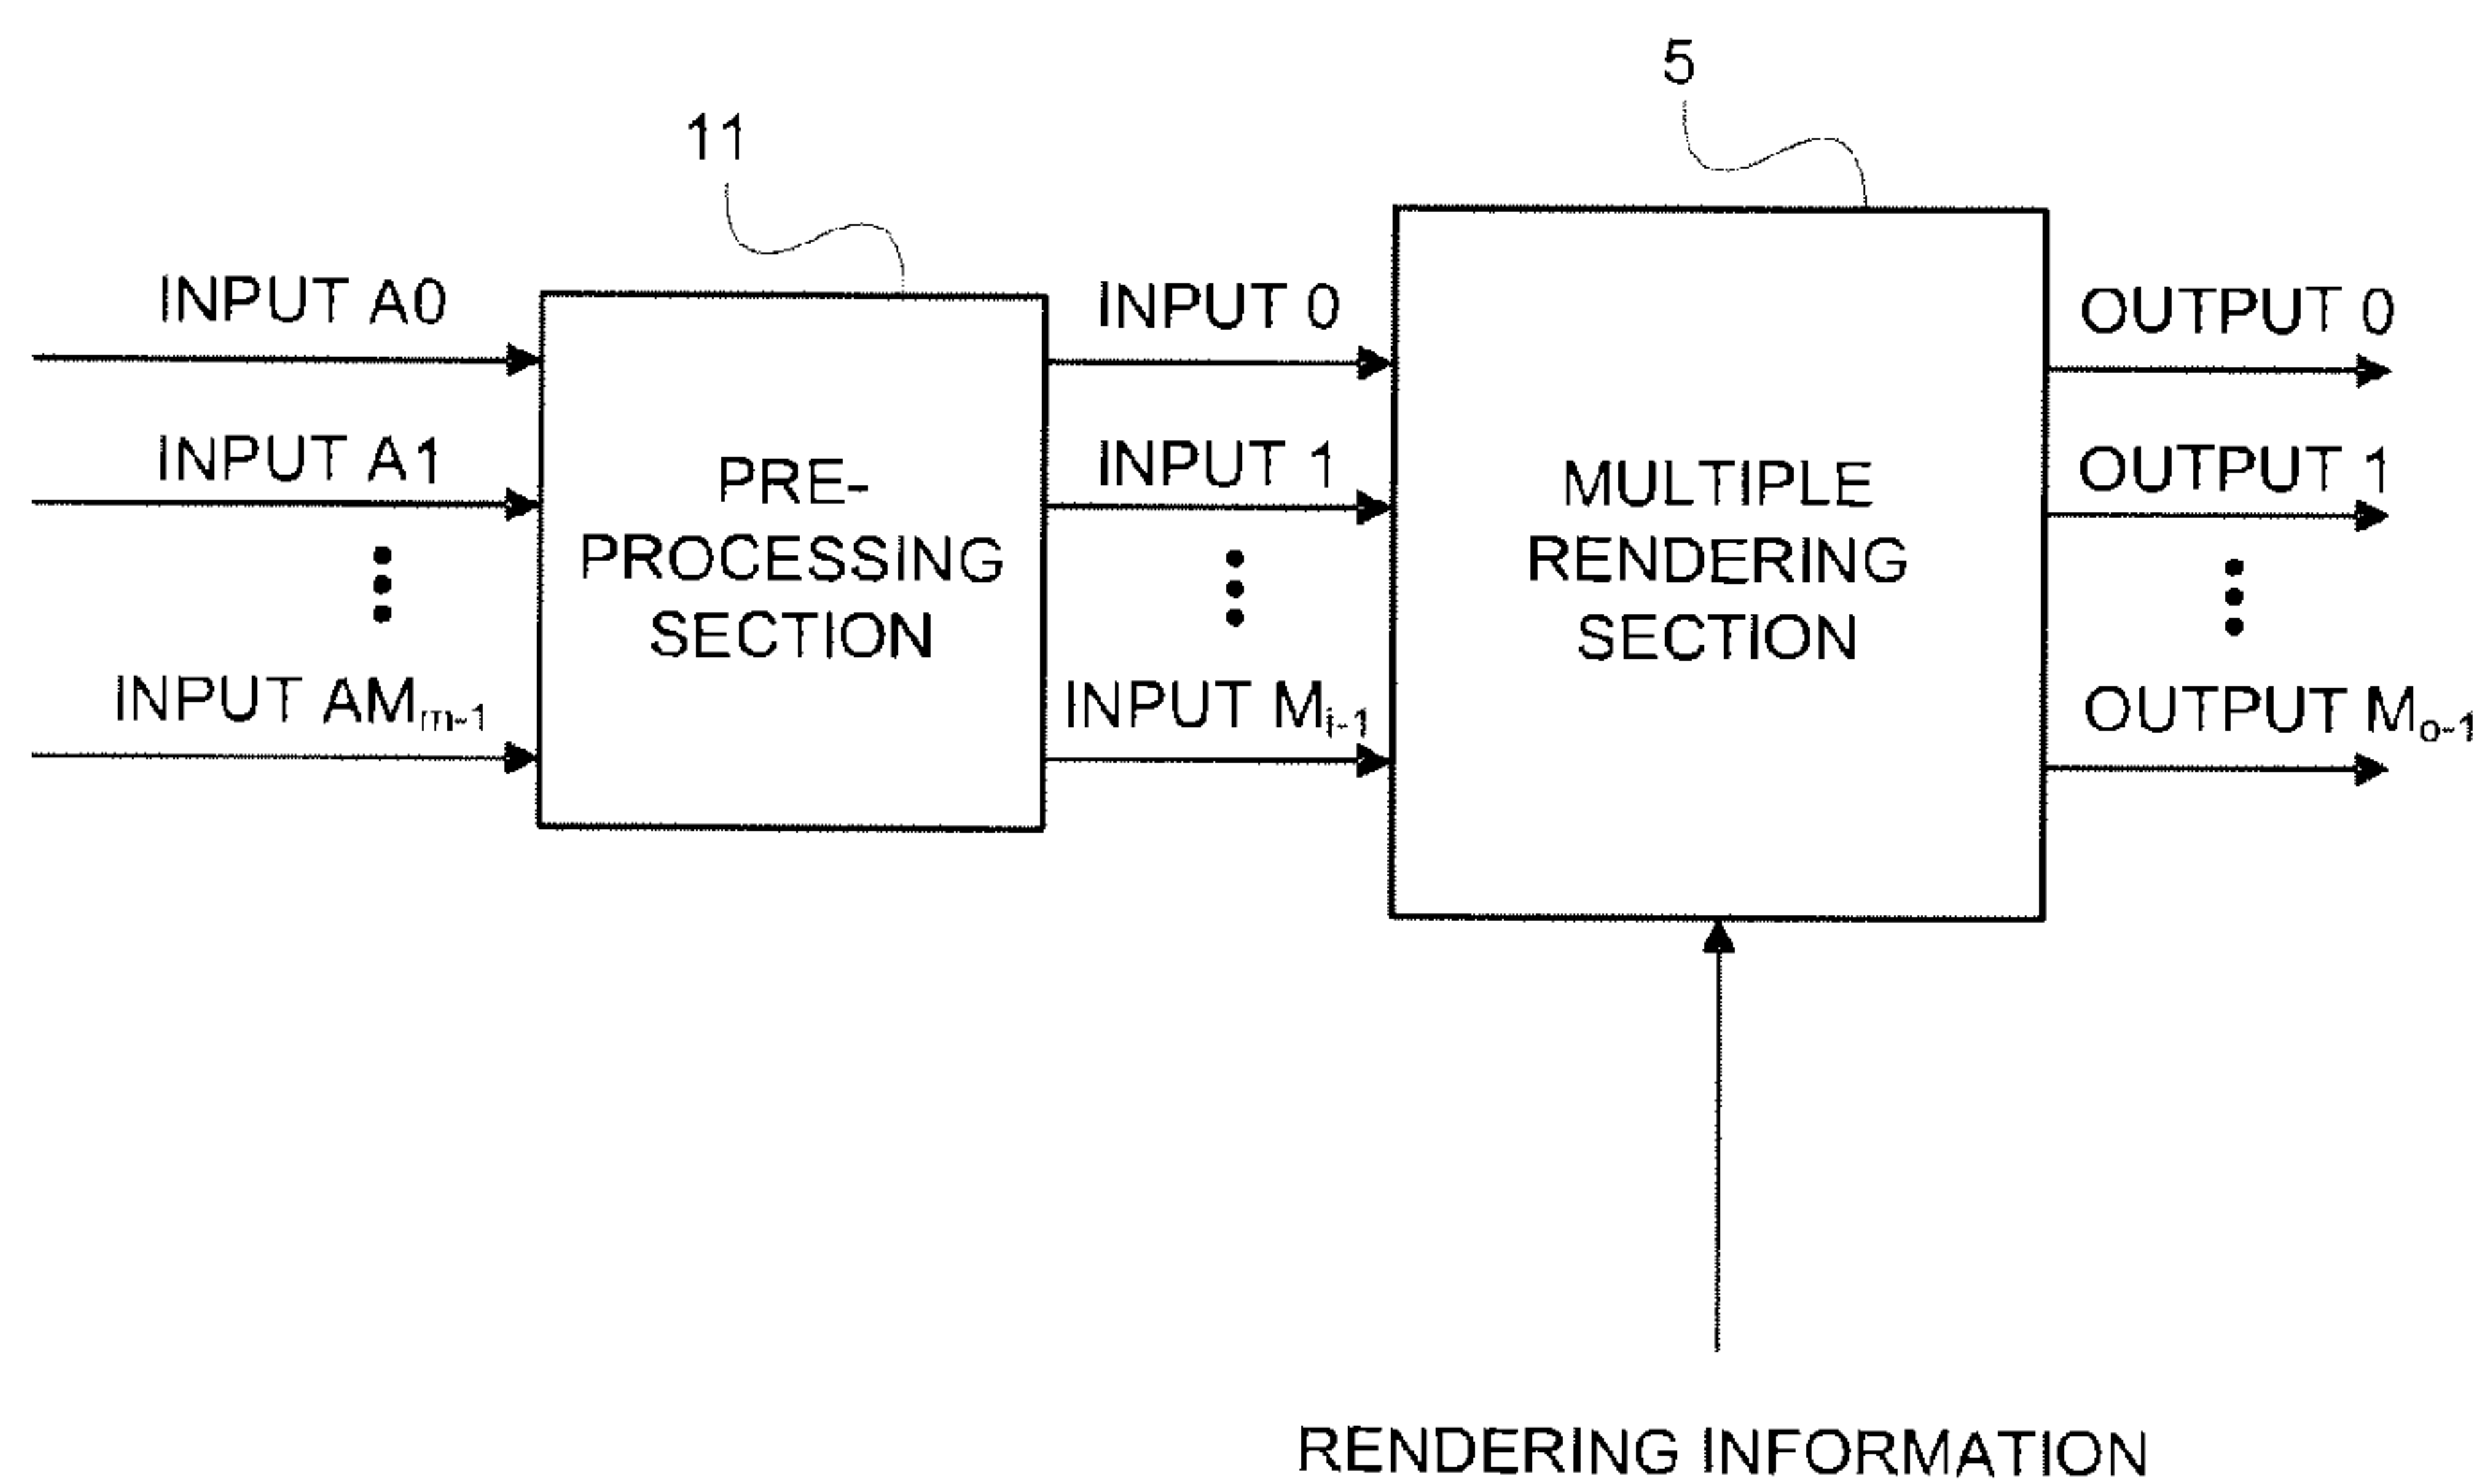 5
11
INPUT A0
INPUT 0
OUTPUT 0
INPUT A1
INPUT 1
OUTPUT 1
PRE-
PROCESSING
SECTION
MULTIPLE
RENDERING
SECTION
INPUT AMm-1
INPUT Mi-1
OUTPUT Mo-1
RENDERING INFORMATION